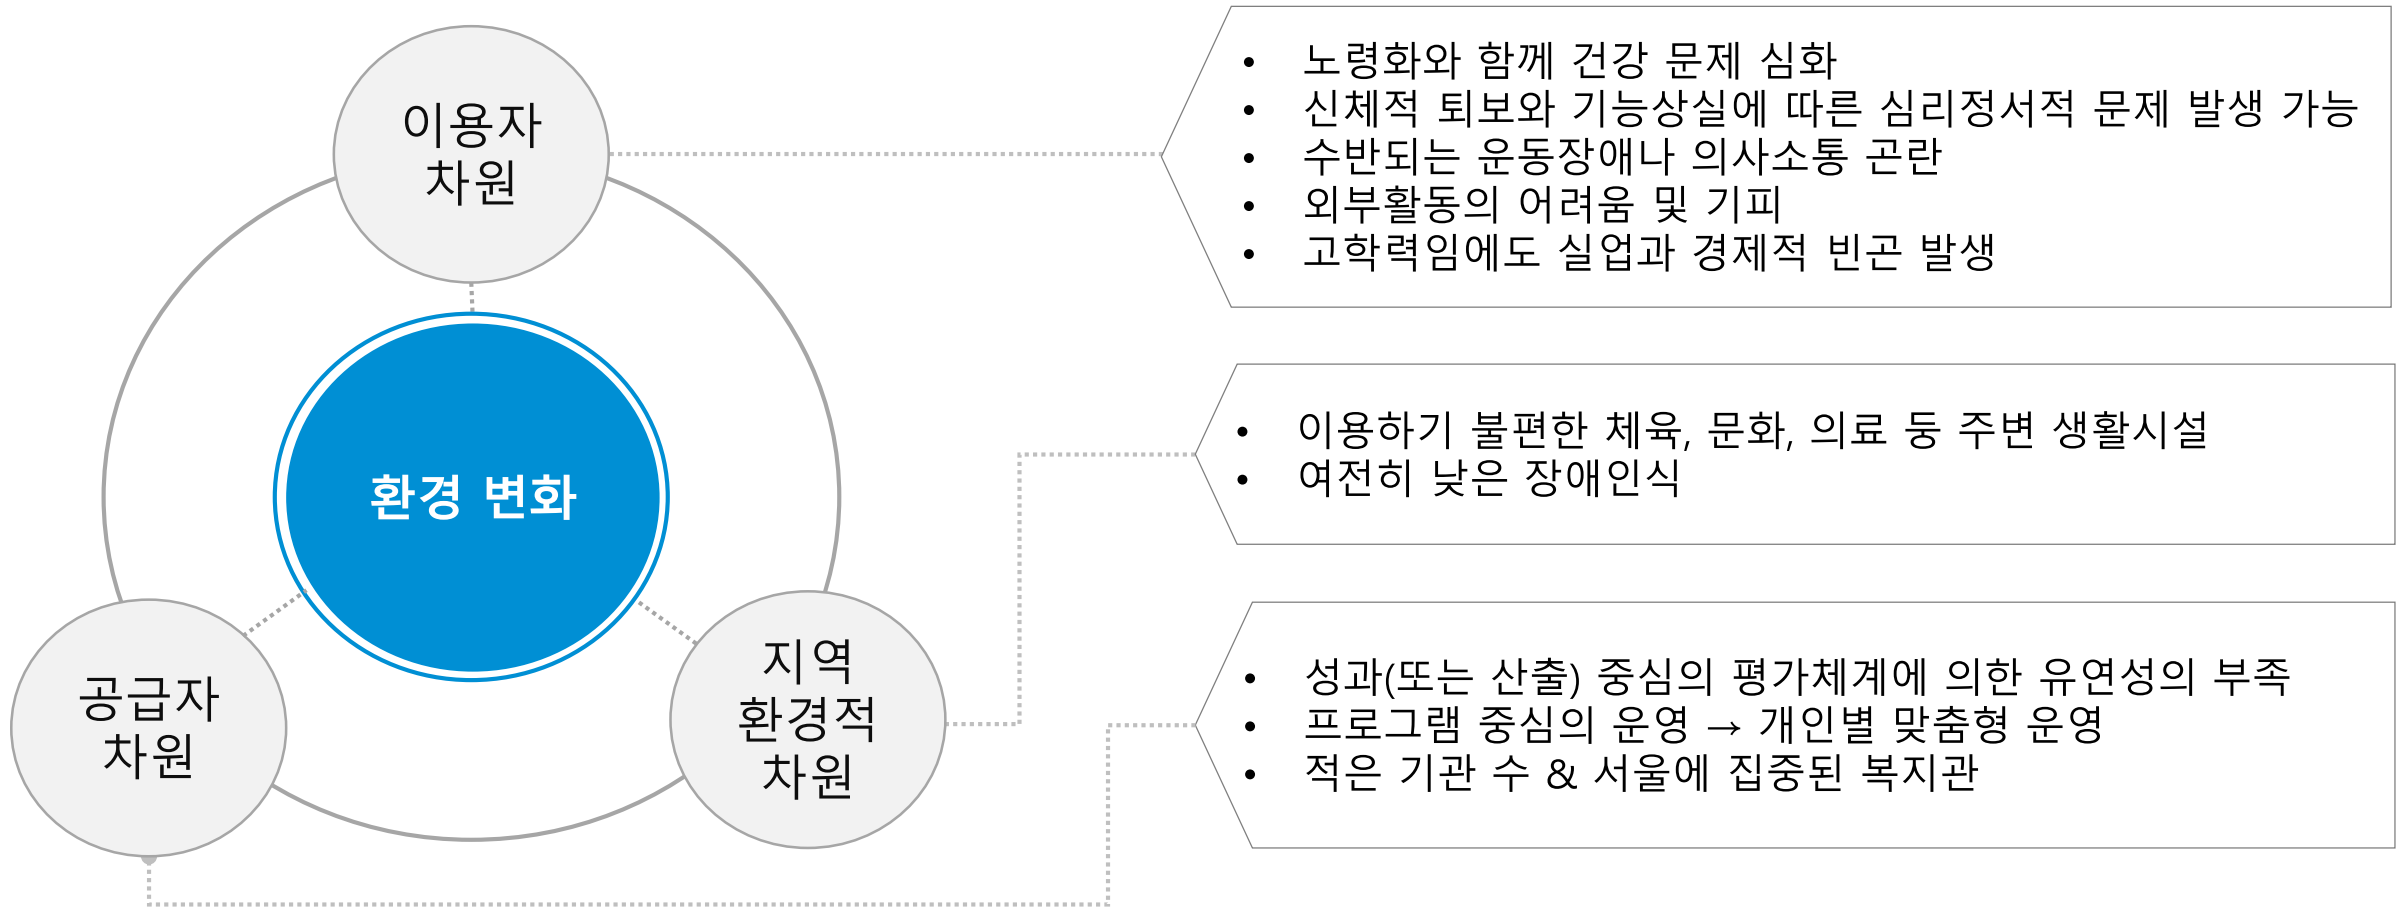 이용자
차원
환경 변화
공급자
차원
지역
환경적
차원
• 노령화와 함께 건강 문제 심화
• 신체적 퇴보와 기능상실에 따른 심리정서적 문제 발생 가능
• 수반되는 운동장애나 의사소통 곤란
• 외부활동의 어려움 및 기피
• 고학력임에도 실업과 경제적 빈곤 발생
• 이용하기 불편한 체육, 문화, 의료 둥 주변 생활시설
• 여전히 낮은 장애인식
• 성과(또는 산출) 중심의 평가체계에 의한 유연성의 부족
• 프로그램 중심의 운영 → 개인별 맞춤형 운영
• 적은 기관 수 & 서울에 집중된 복지관